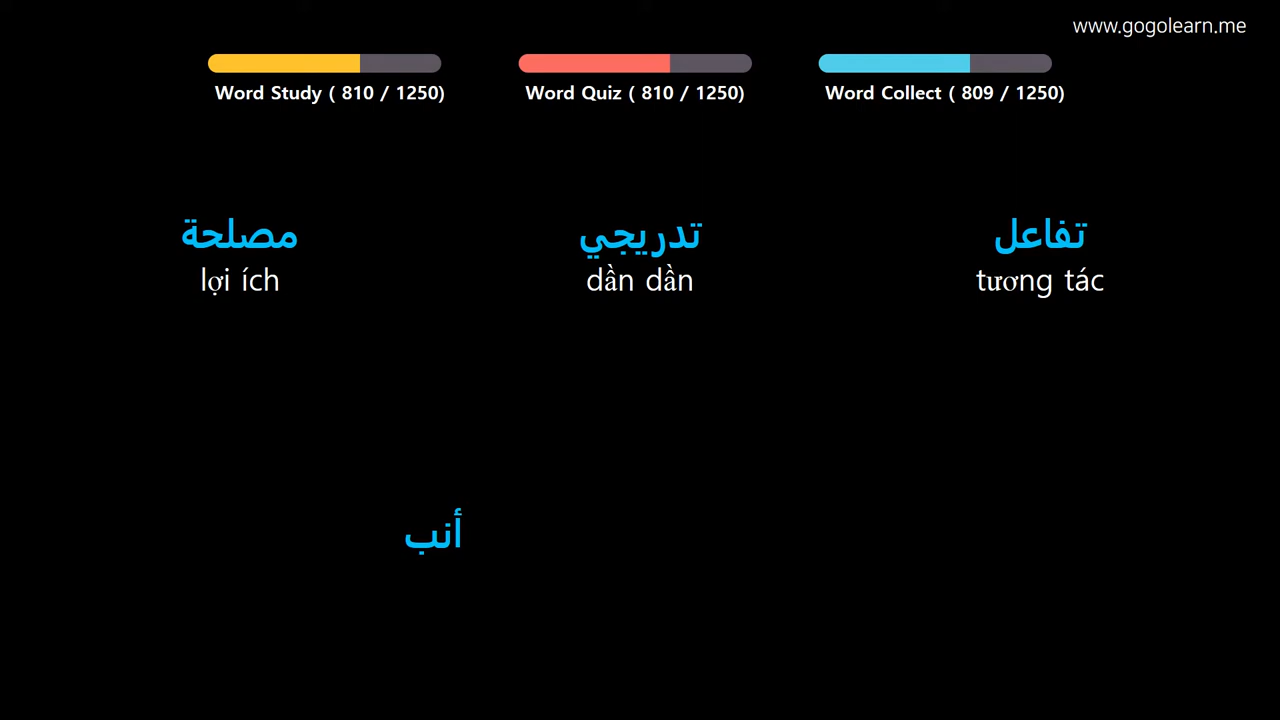 www.gogolearn.me
Word Study ( 810 / 1250)
Word Quiz ( 810 / 1250)
Word Collect ( 809 / 1250)
مصلحة
lợi ích
تدريجي
dần dần
تفاعل
tương tác
أنب